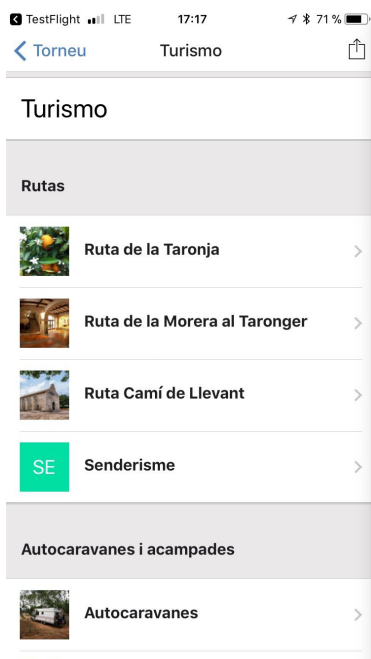 TestFlight LTE 17:17 71 %
Torneu Turismo
Turismo
Rutas
Ruta de la Taronja
Ruta de la Morera al Taronger
Ruta Camí de Llevant
SE Senderisme
Autocaravanes i acampades
Autocaravanes